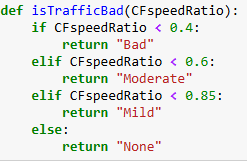 def isTrafficBad(CFspeedRatio):
    if CFspeedRatio < 0.4:
        return "Bad"
    elif CFspeedRatio < 0.6:
        return "Moderate"
    elif CFspeedRatio < 0.85:
        return "Mild"
    else:
        return "None"